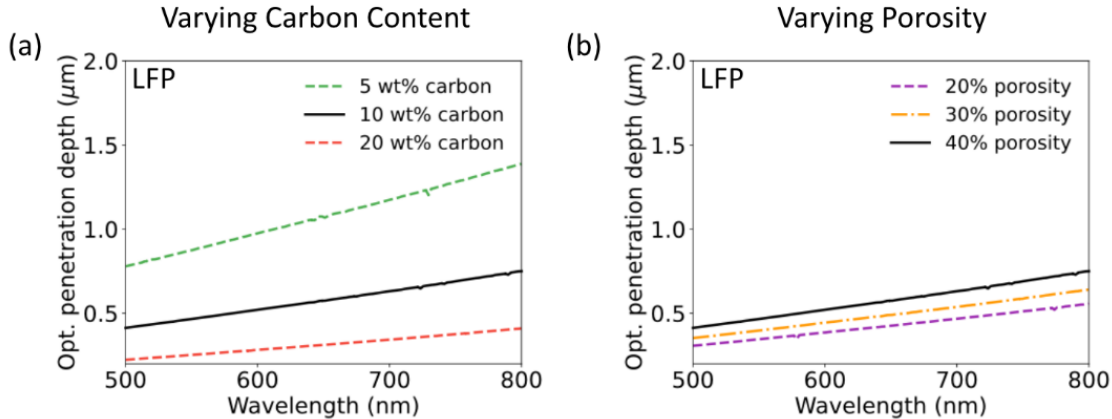 Varying Carbon Content
(a)
LFP
5 wt% carbon
10 wt% carbon
20 wt% carbon
Opt. penetration depth (μm)
2.0
1.5
1.0
0.5
500 600 700 800
Wavelength (nm)
Varying Porosity
(b)
LFP
20% porosity
30% porosity
40% porosity
Opt. penetration depth (μm)
2.0
1.5
1.0
0.5
500 600 700 800
Wavelength (nm)